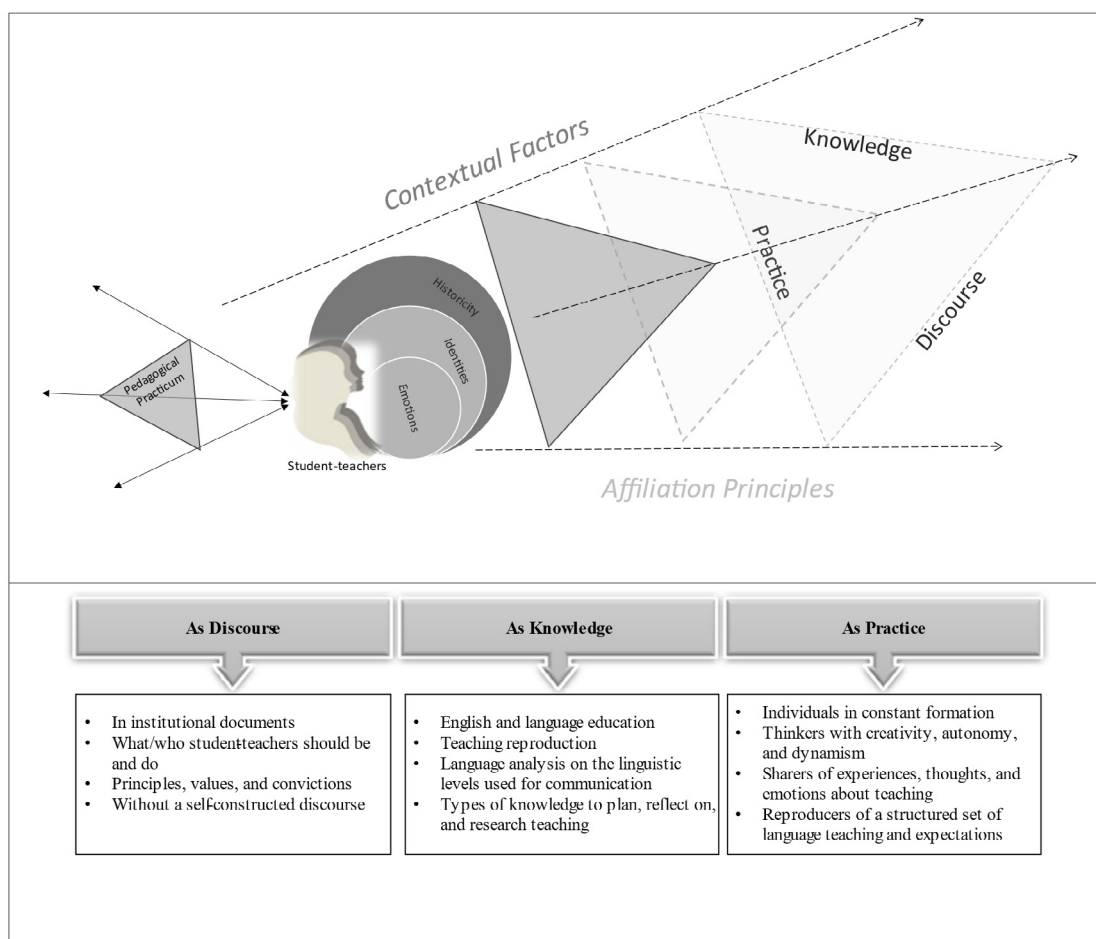 Contextual Factors
Knowledge
Practice
Discourse
Historicity
Identities
Emotions
Pedagogical
Practicum
Student-teachers
Affiliation Principles
As Discourse
• In institutional documents
• What/who student-teachers should be
and do
• Principles, values, and convictions
• Without a self-constructed discourse
As Knowledge
• English and language education
• Teaching reproduction
• Language analysis on the linguistic
levels used for communication
• Types of knowledge to plan, reflect on,
and research teaching
As Practice
• Individuals in constant formation
• Thinkers with creativity, autonomy,
and dynamism
• Sharers of experiences, thoughts, and
emotions about teaching
• Reproducers of a structured set of
language teaching and expectations